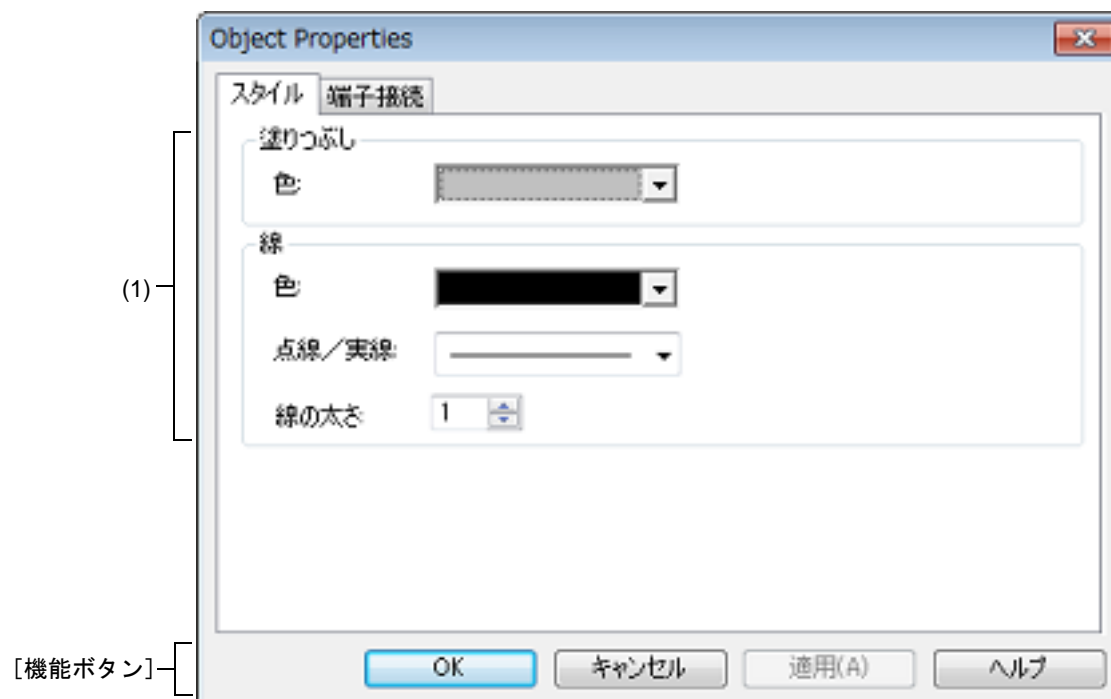 Object Properties
スタイル 端子接続
塗りつぶし
色:
線
(1)
色:
点線/実線:
線の太さ: 1
[機能ボタン]
OK キャンセル 適用(A) ヘルプ